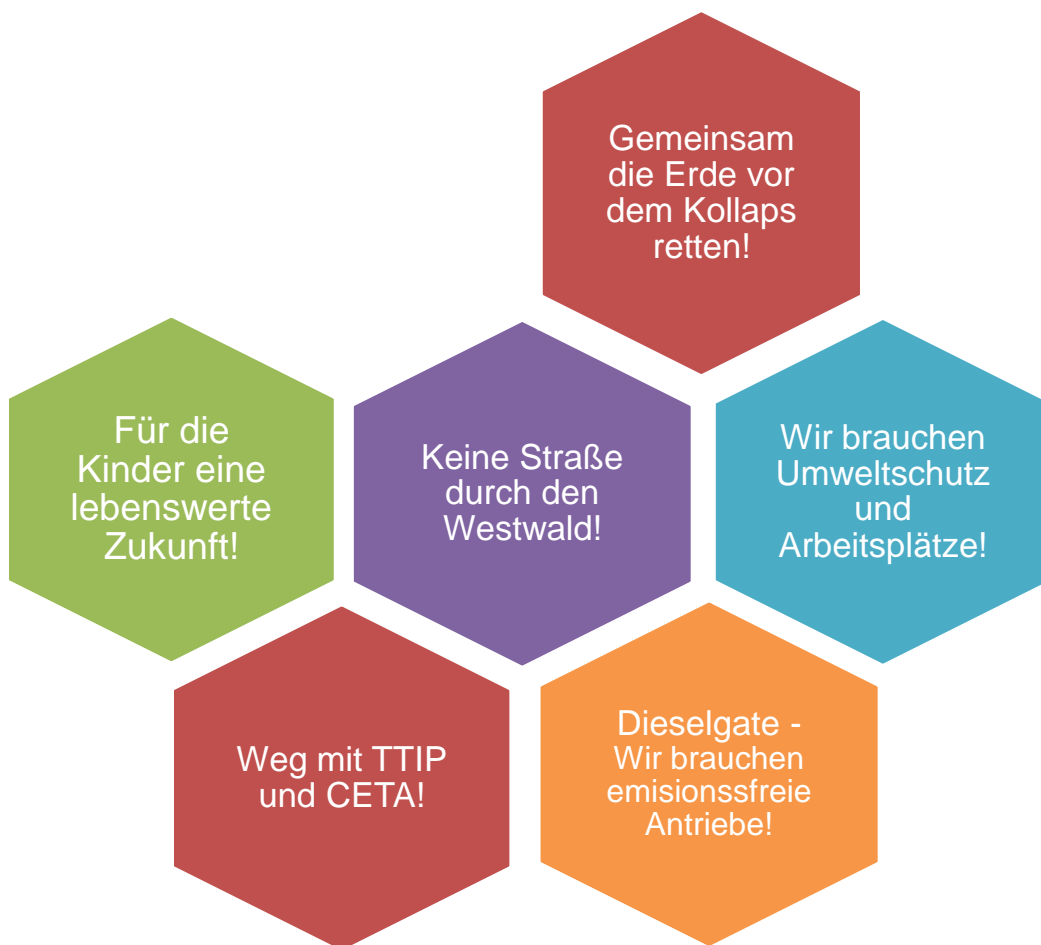 Gemeinsam
die Erde vor
dem Kollaps
retten!
Für die
Kinder eine
lebenswerte
Zukunft!
Keine Straße
durch den
Westwald!
Wir brauchen
Umweltschutz
und
Arbeitsplätze!
Weg mit TTIP
und CETA!
Dieselgate -
Wir brauchen
emisionssfreie
Antriebe!